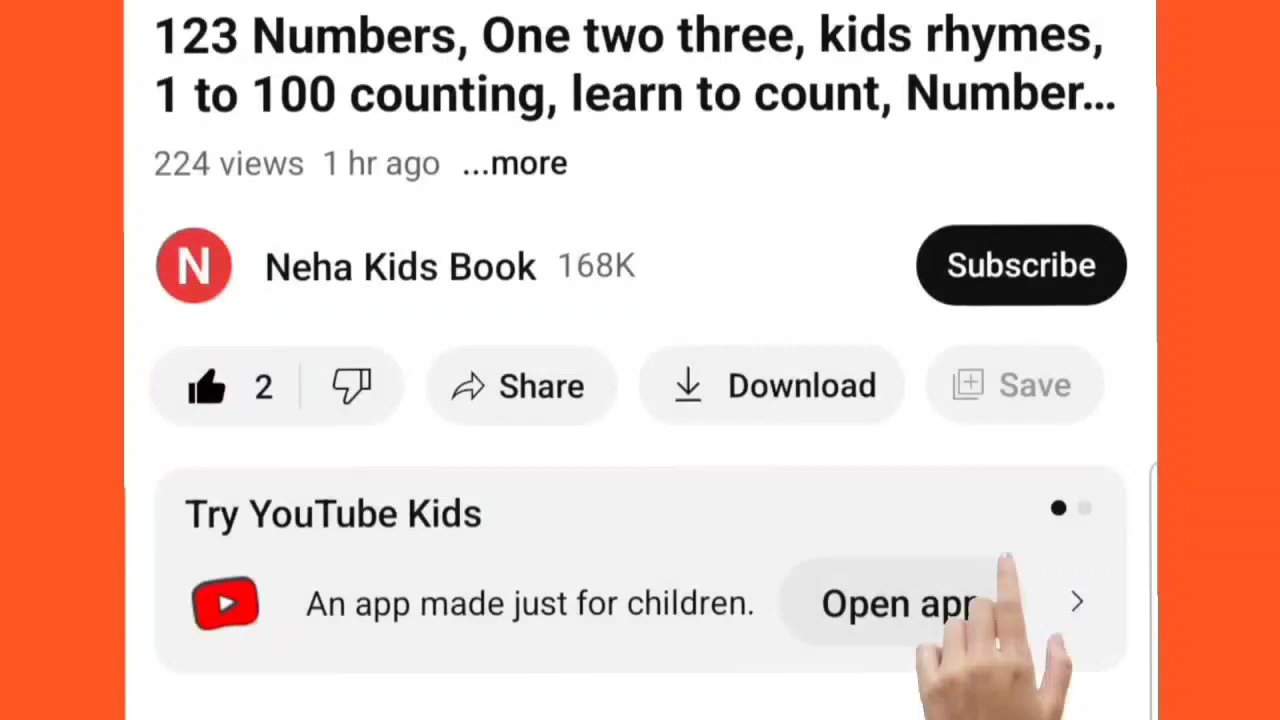 123 Numbers, One two three, kids rhymes,
1 to 100 counting, learn to count, Number...
224 views 1 hr ago ...more
N Neha Kids Book 168K Subscribe
2 Share Download Save
Try YouTube Kids
An app made just for children. Open app